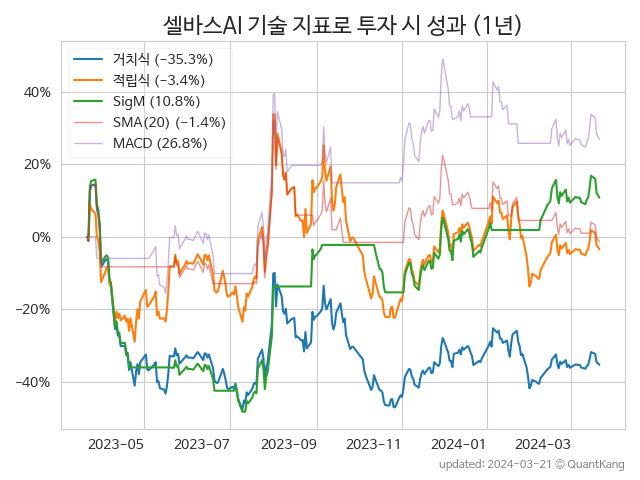 셀바스AI 기술 지표로 투자 시 성과 (1년)
거치식 (−35.3%)
적립식 (−3.4%)
SigM (10.8%)
SMA(20) (−1.4%)
MACD (26.8%)
40%
20%
0%
−20%
−40%
2023−05 2023−07 2023−09 2023−11 2024−01 2024−03
updated: 2024−03−21 © QuantKang